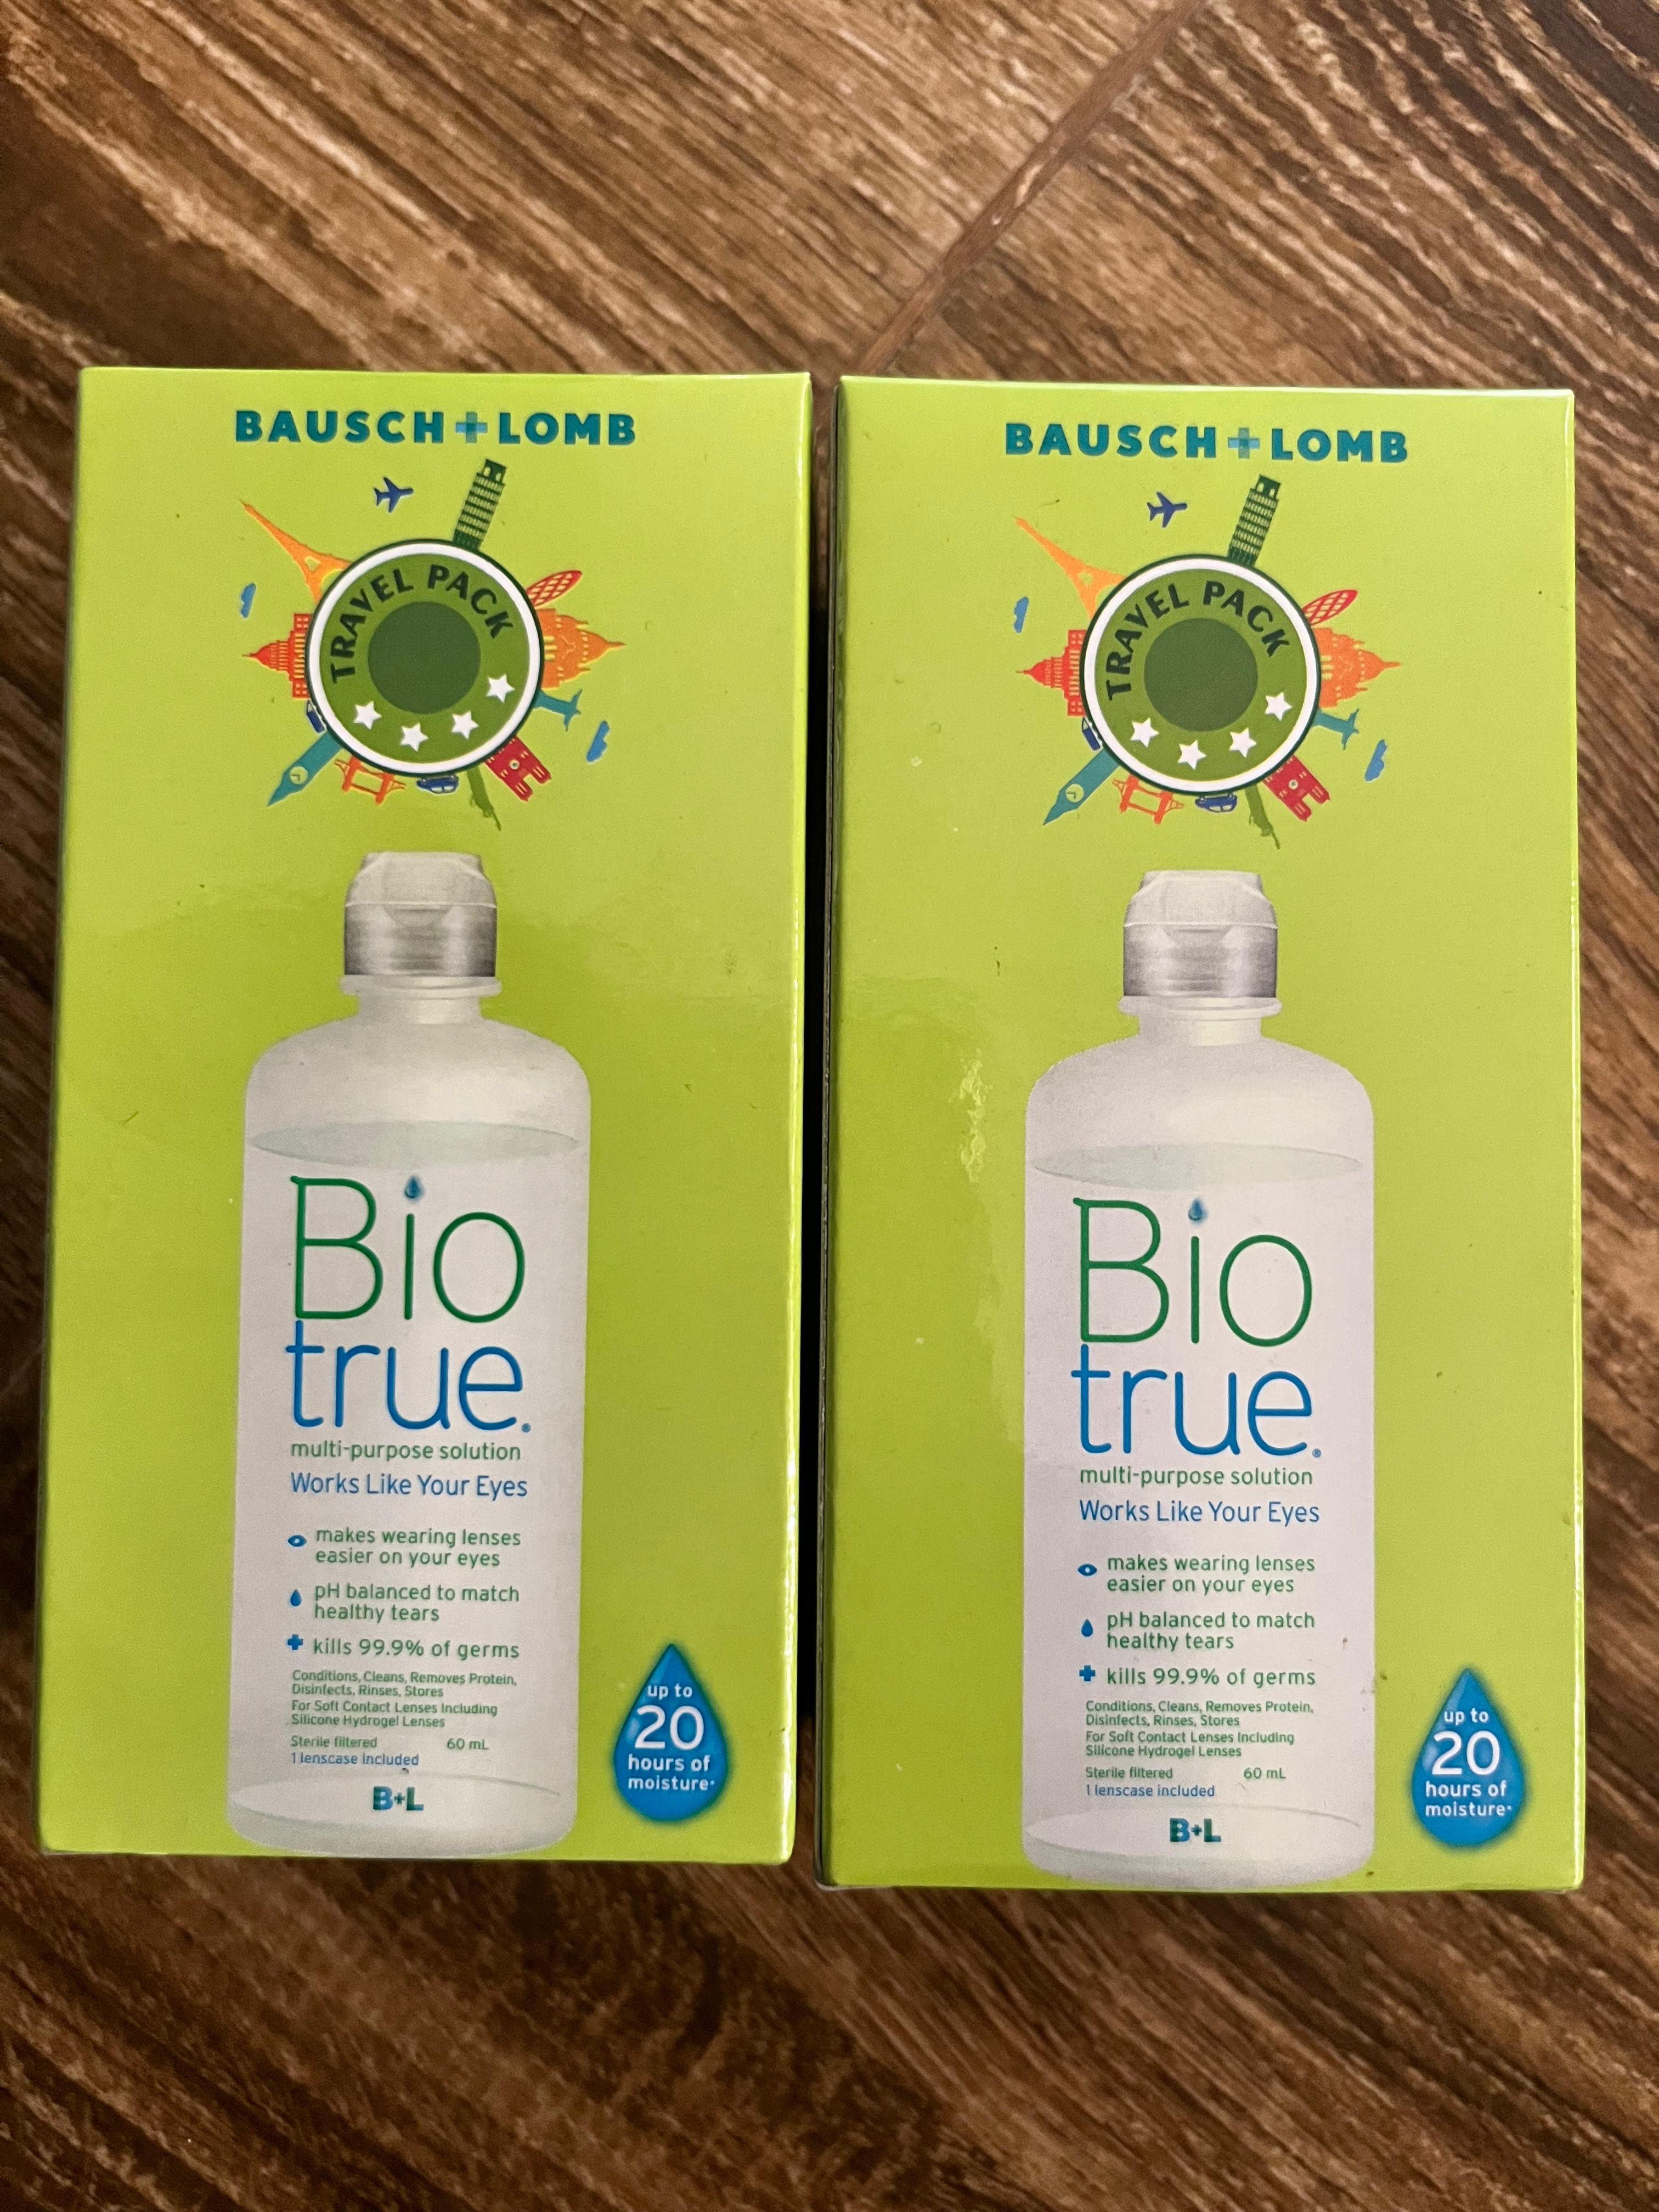 BAUSCH+LOMB
TRAVEL PACK
Bio
true®
multi-purpose solution
Works Like Your Eyes
makes wearing lenses
easier on your eyes
pH balanced to match
healthy tears
kills 99.9% of germs
Conditions, Cleans, Removes Protein,
Disinfects, Rinses, Stores
For Soft Contact Lenses Including
Silicone Hydrogel Lenses
Sterile filtered 60 mL
1 lenscase included
B+L
up to
20
hours of
moisture*
BAUSCH+LOMB
TRAVEL PACK
Bio
true®
multi-purpose solution
Works Like Your Eyes
makes wearing lenses
easier on your eyes
pH balanced to match
healthy tears
kills 99.9% of germs
Conditions, Cleans, Removes Protein,
Disinfects, Rinses, Stores
For Soft Contact Lenses Including
Silicone Hydrogel Lenses
Sterile filtered 60 mL
1 lenscase included
B+L
up to
20
hours of
moisture*